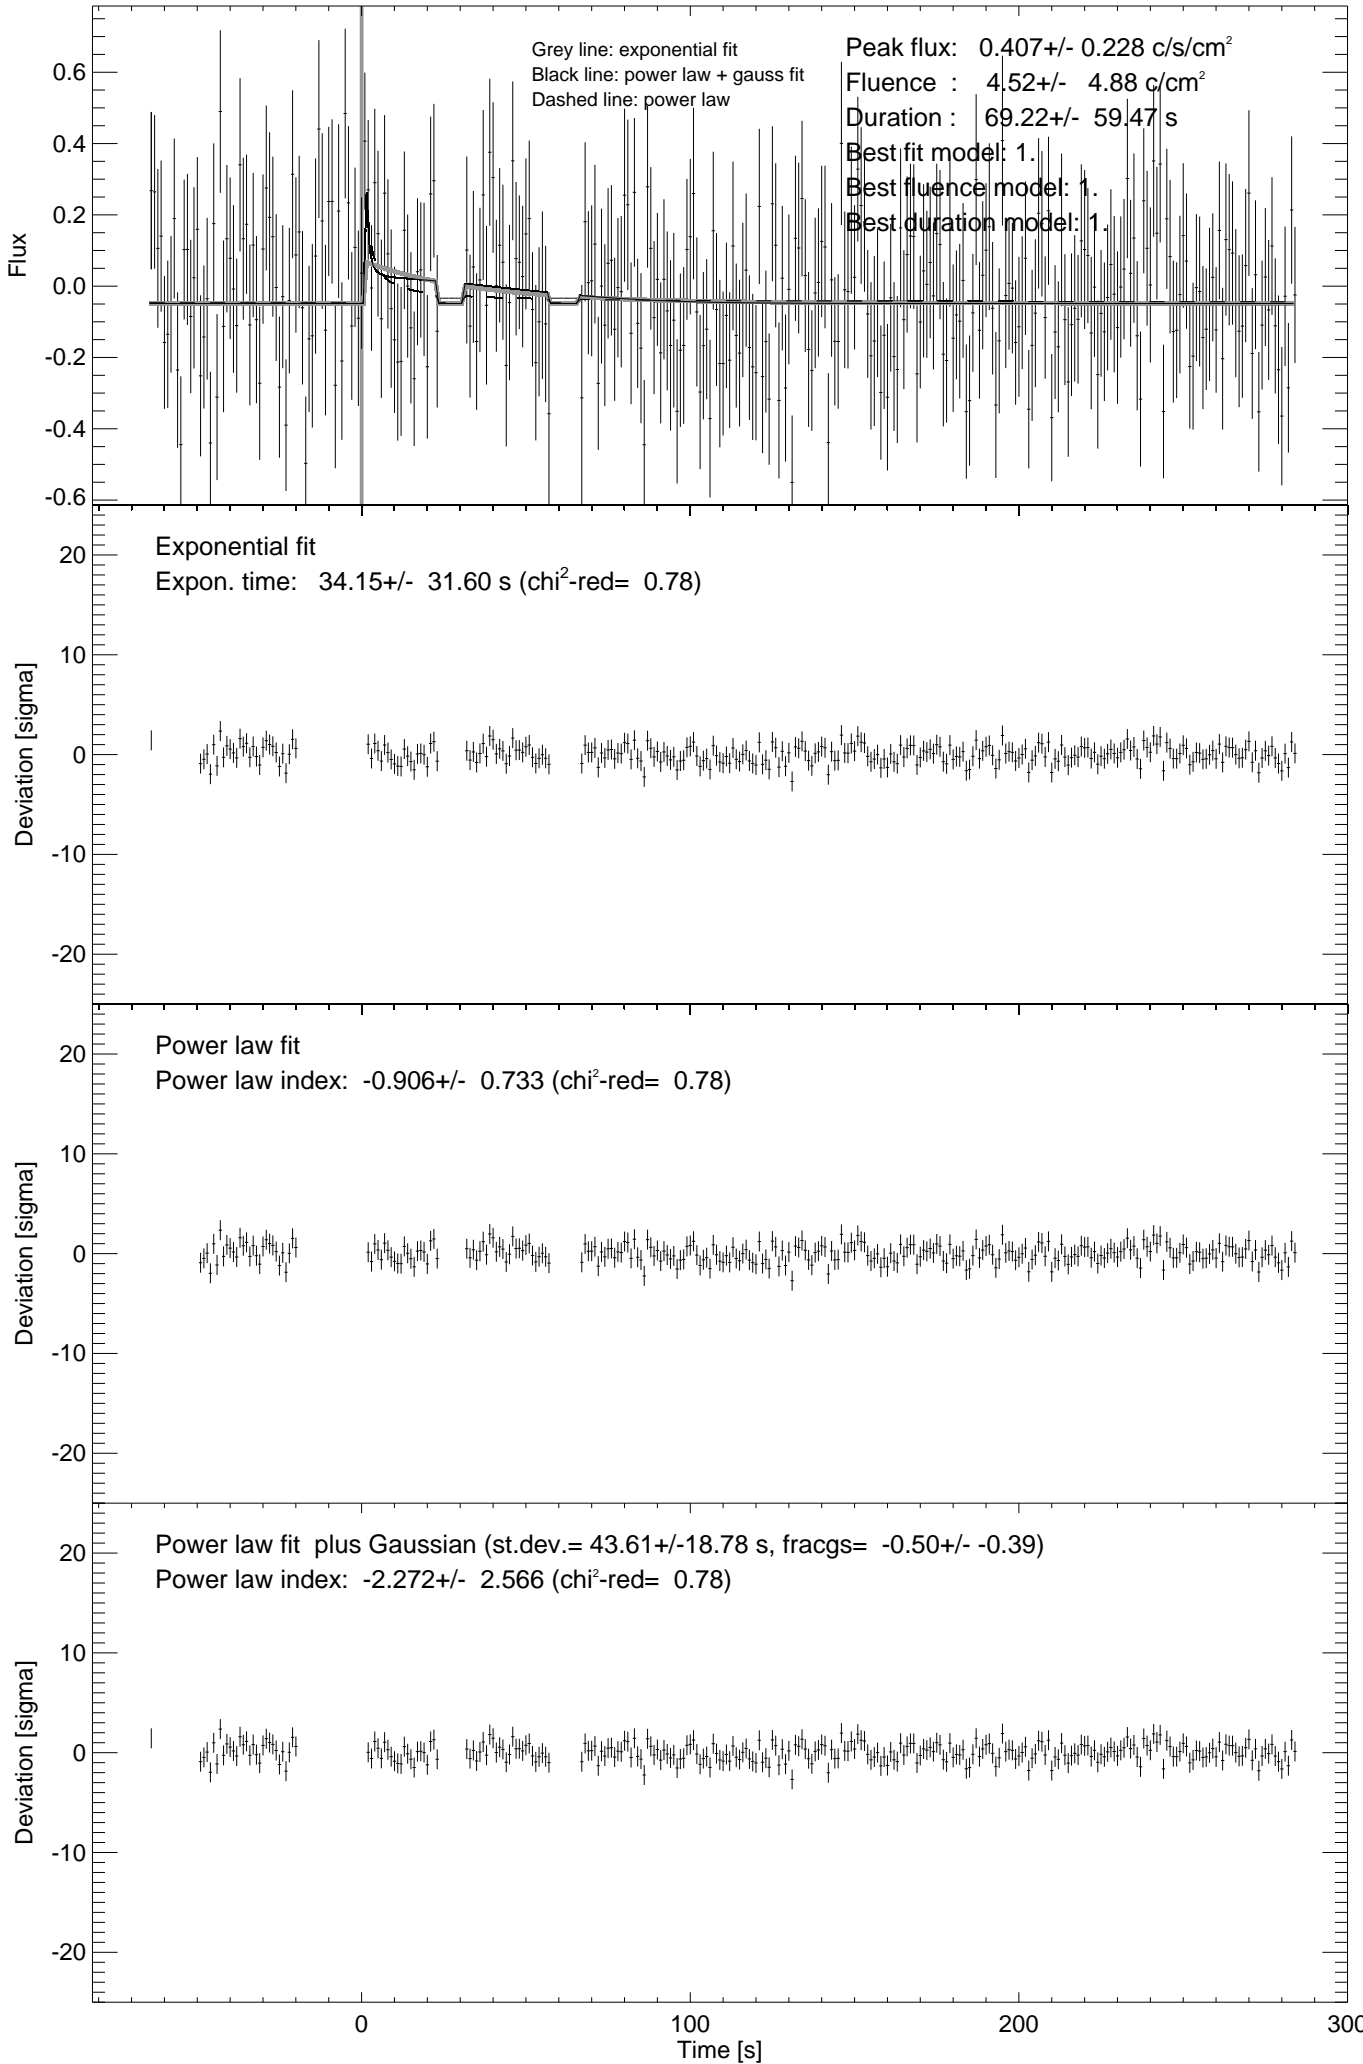 Grey line: exponential fit
Black line: power law + gauss fit
Dashed line: power law
Peak flux: 0.407+/- 0.228 c/s/cm²
Fluence : 4.52+/- 4.88 c/cm²
Duration : 69.22+/- 59.47 s
Best fit model: 1.
Best fluence model: 1.
Best duration model: 1.
Flux
0.6
0.4
0.2
0.0
-0.2
-0.4
-0.6
Exponential fit
Expon. time: 34.15+/- 31.60 s (chi²-red= 0.78)
Deviation [sigma]
20
10
0
-10
-20
Power law fit
Power law index: -0.906+/- 0.733 (chi²-red= 0.78)
Deviation [sigma]
20
10
0
-10
-20
Power law fit plus Gaussian (st.dev.= 43.61+/-18.78 s, fracgs= -0.50+/- -0.39)
Power law index: -2.272+/- 2.566 (chi²-red= 0.78)
Deviation [sigma]
20
10
0
-10
-20
0 100 200 300
Time [s]